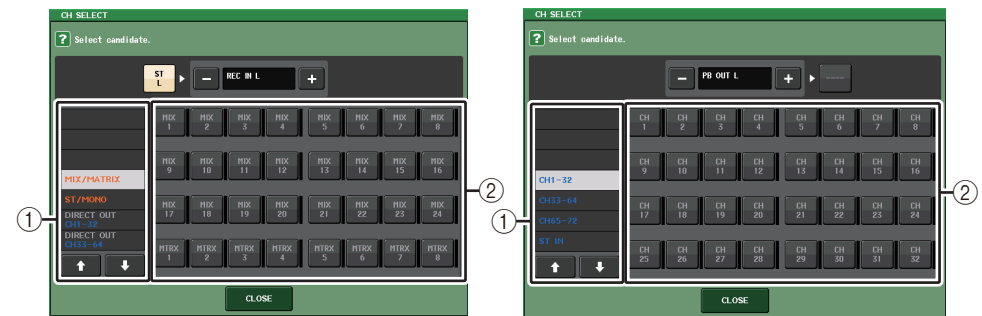 CH SELECT
? Select candidate.
ST L
−
REC IN L
+
MIX/MATRIX
ST/MONO
DIRECT OUT
CH1-32
DIRECT OUT
CH33-64
MIX 1 MIX 2 MIX 3 MIX 4 MIX 5 MIX 6 MIX 7 MIX 8
MIX 9 MIX 10 MIX 11 MIX 12 MIX 13 MIX 14 MIX 15 MIX 16
MIX 17 MIX 18 MIX 19 MIX 20 MIX 21 MIX 22 MIX 23 MIX 24
MTRX 1 MTRX 2 MTRX 3 MTRX 4 MTRX 5 MTRX 6 MTRX 7 MTRX 8
CLOSE
①
②
CH SELECT
? Select candidate.
−
PB OUT L
+
----
CH1-32
CH33-64
CH65-72
ST IN
CH 1 CH 2 CH 3 CH 4 CH 5 CH 6 CH 7 CH 8
CH 9 CH 10 CH 11 CH 12 CH 13 CH 14 CH 15 CH 16
CH 17 CH 18 CH 19 CH 20 CH 21 CH 22 CH 23 CH 24
CH 25 CH 26 CH 27 CH 28 CH 29 CH 30 CH 31 CH 32
CLOSE
①
②